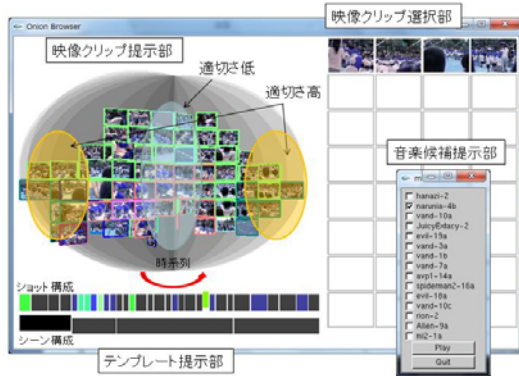 映像クリップ選択部
Onion Browser
映像クリップ提示部
適切さ低
適切さ高
音楽候補提示部
hanazi-2
narunia-4b
vand-10a
JuicyExtacy-2
evil-19a
vand-3a
vand-1b
vand-7a
avp1-14a
spideman2-16a
evil-18a
vand-10c
rion-2
Alien-9a
mi2-1a
Play
Quit
時系列
ショット構成
シーン構成
テンプレート提示部